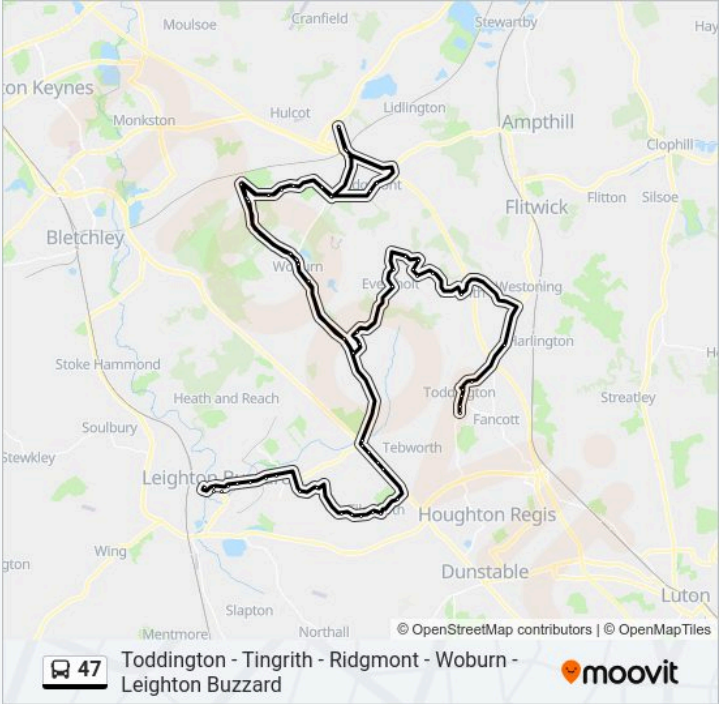 Cranfield
Moulsoe
Stewartby
Hay
ton Keynes
Hulcot
Lidlington
Ampthill
Monkston
Clophill
Flitton
Silsoe
Flitwick
Bletchley
Woburn
Westoning
Harlington
Stoke Hammond
Toddington
Heath and Reach
Streatley
Fancott
Soulbury
Tebworth
Stewkley
Leighton Bu
Houghton Regis
Wing
gton
Dunstable
Luton
Slapton
Mentmore
Northall
© OpenStreetMap contributors | © OpenMapTiles
47
Toddington - Tingrith - Ridgmont - Woburn -
Leighton Buzzard
moovit